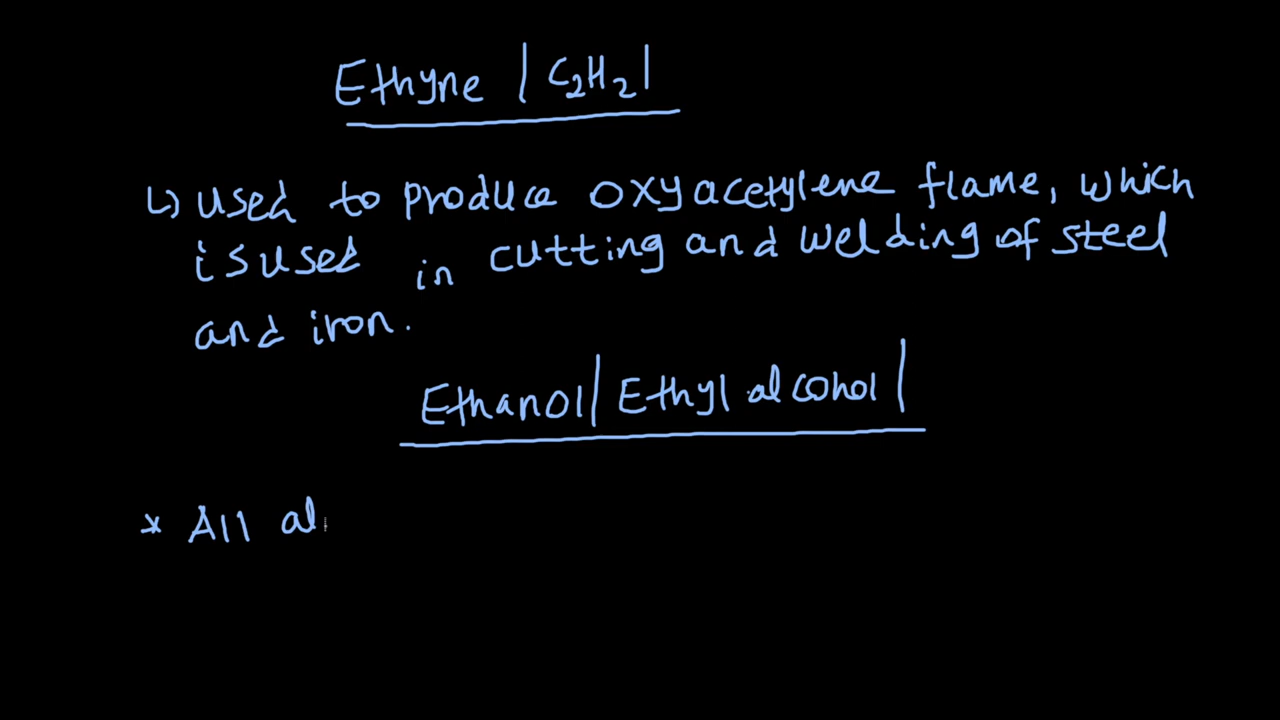 Ethyne | C₂H₂|
↳ used to produce oxyacetylene flame, which
is used in cutting and welding of steel
and iron.
Ethanol| Ethyl alcohol|
* All al